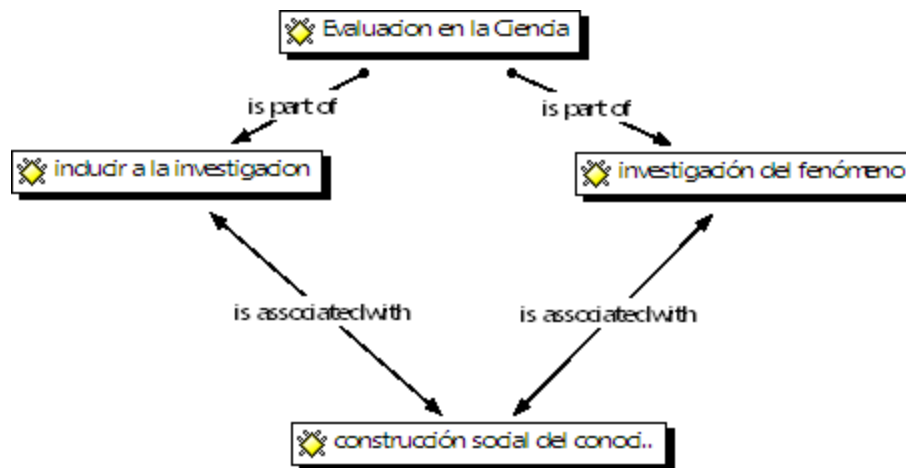 Evaluacion en la Ciencia
is part of
is part of
inducir a la investigacion
investigación del fenómeno
is associated with
is associated with
construcción social del conoci..